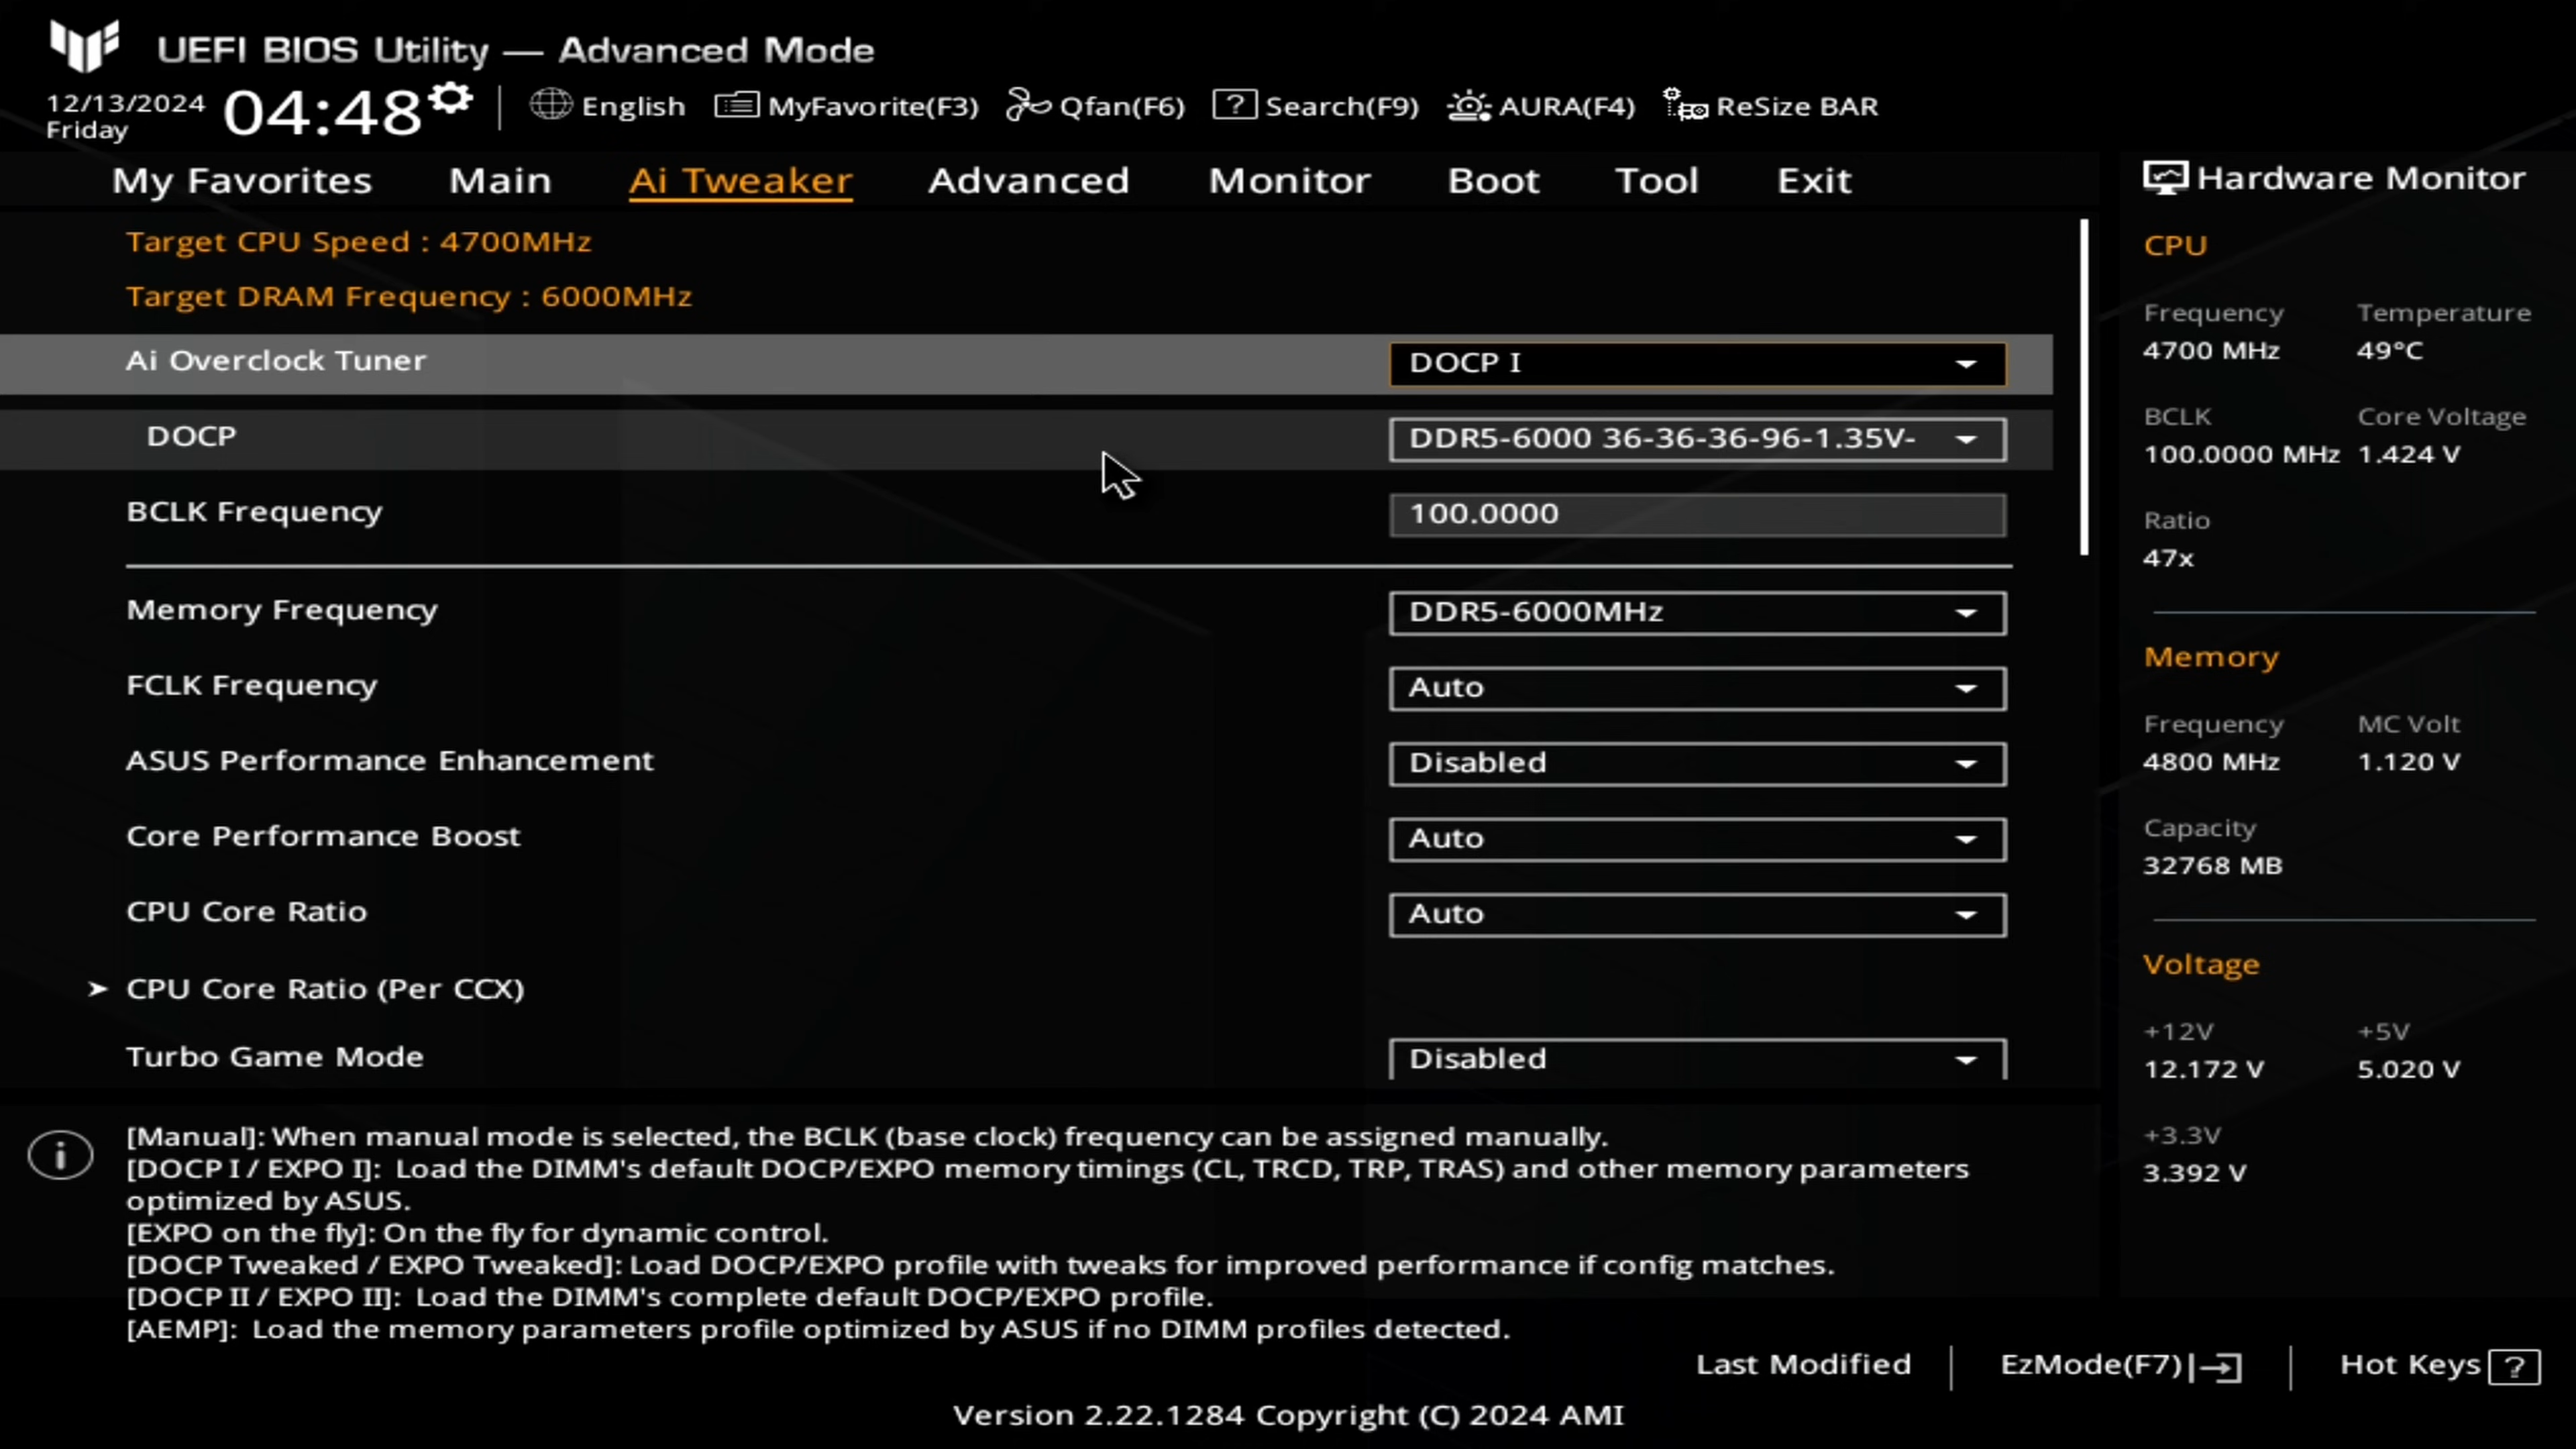 UEFI BIOS Utility — Advanced Mode
12/13/2024
Friday
04:48
English
MyFavorite(F3)
Qfan(F6)
Search(F9)
AURA(F4)
ReSize BAR
My Favorites
Main
Ai Tweaker
Advanced
Monitor
Boot
Tool
Exit
Target CPU Speed : 4700MHz
Target DRAM Frequency : 6000MHz
Ai Overclock Tuner
DOCP I
DOCP
DDR5-6000 36-36-36-96-1.35V-
BCLK Frequency
100.0000
Memory Frequency
DDR5-6000MHz
FCLK Frequency
Auto
ASUS Performance Enhancement
Disabled
Core Performance Boost
Auto
CPU Core Ratio
Auto
CPU Core Ratio (Per CCX)
Turbo Game Mode
Disabled
[Manual]: When manual mode is selected, the BCLK (base clock) frequency can be assigned manually.
[DOCP I / EXPO I]: Load the DIMM's default DOCP/EXPO memory timings (CL, TRCD, TRP, TRAS) and other memory parameters
optimized by ASUS.
[EXPO on the fly]: On the fly for dynamic control.
[DOCP Tweaked / EXPO Tweaked]: Load DOCP/EXPO profile with tweaks for improved performance if config matches.
[DOCP II / EXPO II]: Load the DIMM's complete default DOCP/EXPO profile.
[AEMP]: Load the memory parameters profile optimized by ASUS if no DIMM profiles detected.
Hardware Monitor
CPU
Frequency Temperature
4700 MHz 49°C
BCLK Core Voltage
100.0000 MHz 1.424 V
Ratio
47x
Memory
Frequency MC Volt
4800 MHz 1.120 V
Capacity
32768 MB
Voltage
+12V +5V
12.172 V 5.020 V
+3.3V
3.392 V
Last Modified
EzMode(F7)
Hot Keys ?
Version 2.22.1284 Copyright (C) 2024 AMI